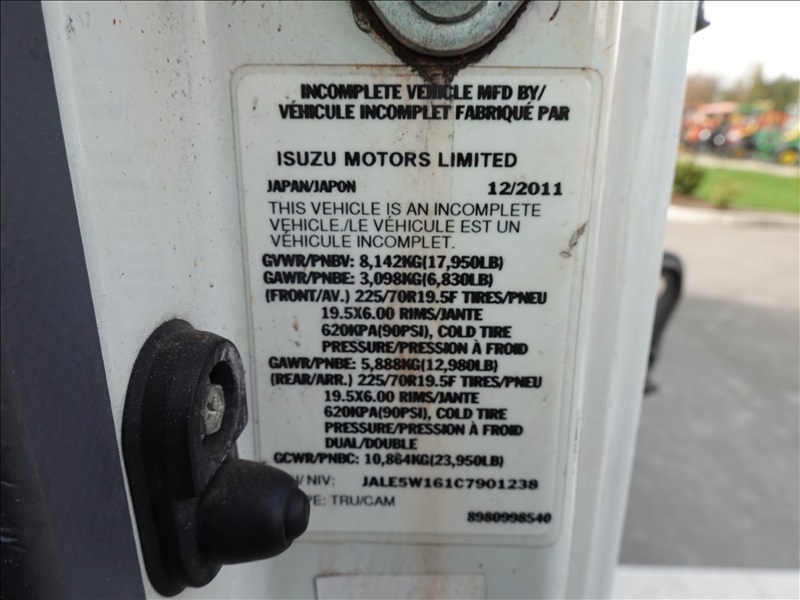 INCOMPLETE VEHICLE MFD BY/
VÉHICULE INCOMPLET FABRIQUÉ PAR
ISUZU MOTORS LIMITED
JAPAN/JAPON 12/2011
THIS VEHICLE IS AN INCOMPLETE
VEHICLE./LE VÉHICULE EST UN
VÉHICULE INCOMPLET.
GVWR/PNBV: 8,142KG(17,950LB)
GAWR/PNBE: 3,098KG(6,830LB)
(FRONT/AV.) 225/70R19.5F TIRES/PNEU
19.5X6.00 RIMS/JANTE
620KPA(90PSI), COLD TIRE
PRESSURE/PRESSION À FROID
GAWR/PNBE: 5,888KG(12,980LB)
(REAR/ARR.) 225/70R19.5F TIRES/PNEU
19.5X6.00 RIMS/JANTE
620KPA(90PSI), COLD TIRE
PRESSURE/PRESSION À FROID
DUAL/DOUBLE
GCWR/PNBC: 10,864KG(23,950LB)
/NIV: JALE5W161C7901238
TRU/CAM
8980998540